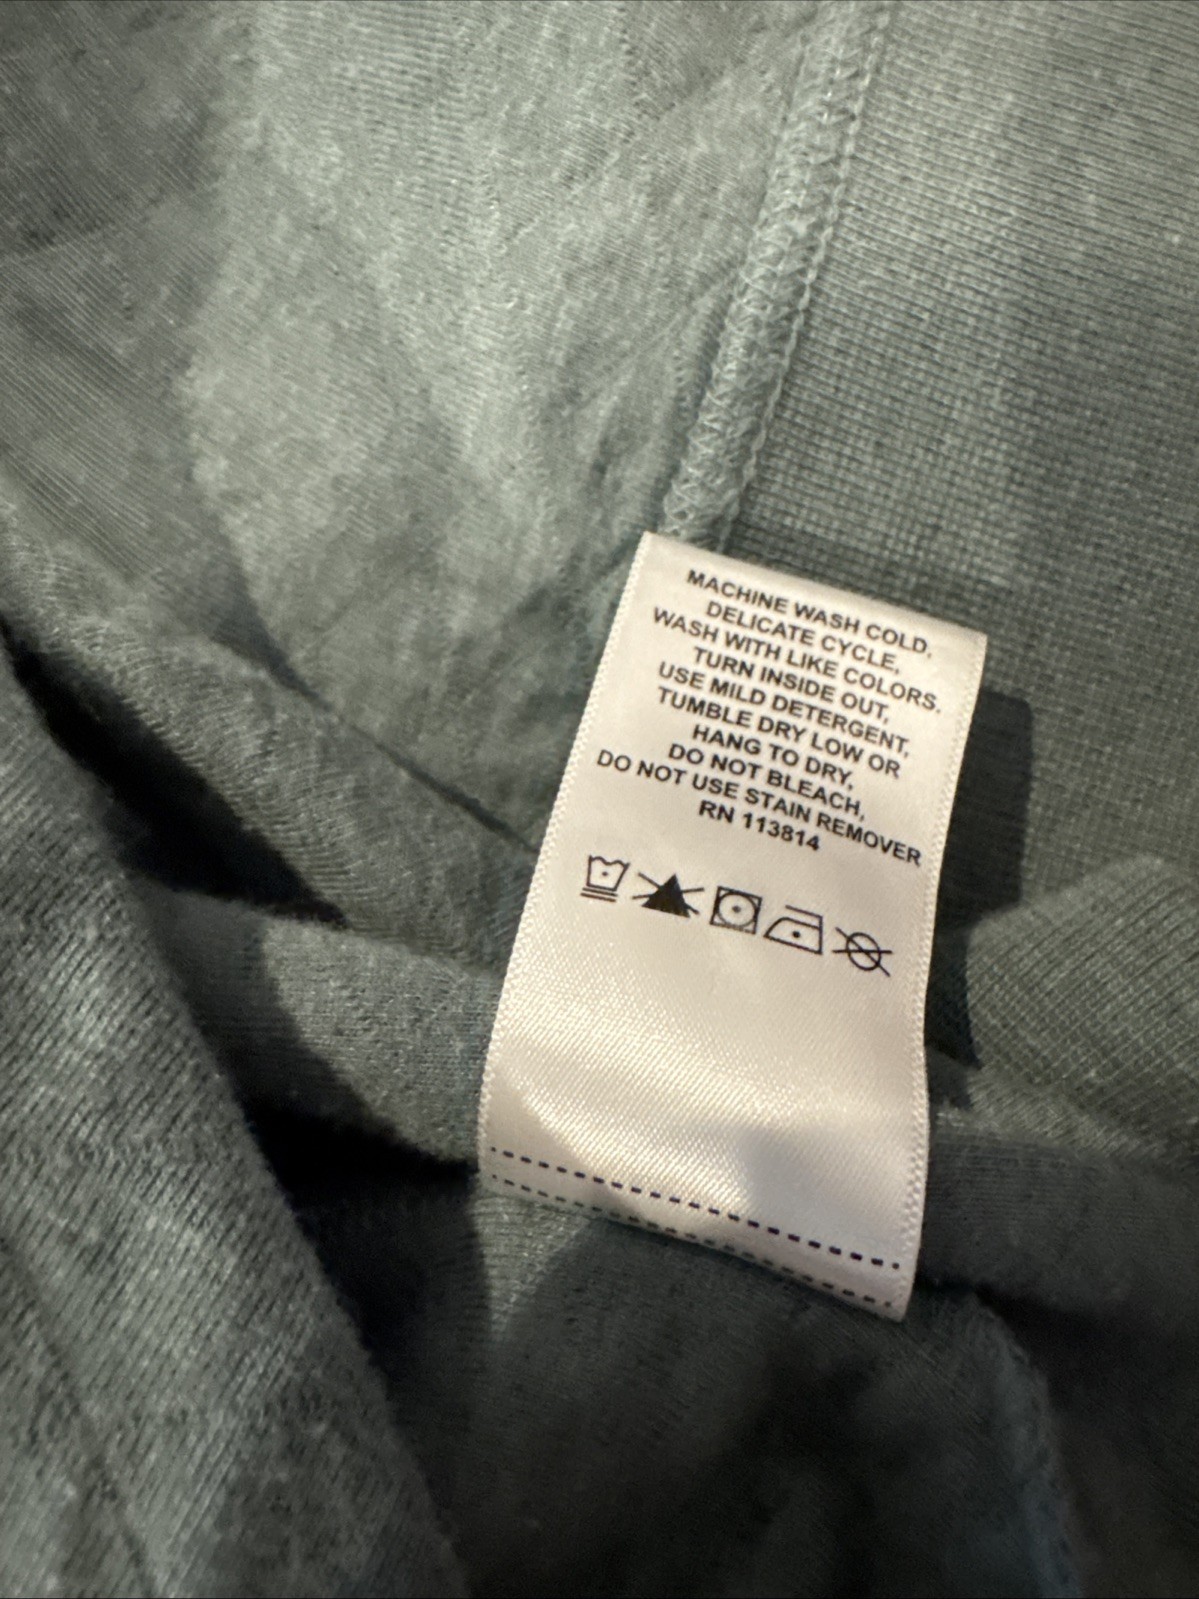 MACHINE WASH COLD,
DELICATE CYCLE,
WASH WITH LIKE COLORS.
TURN INSIDE OUT,
USE MILD DETERGENT,
TUMBLE DRY LOW OR
HANG TO DRY,
DO NOT BLEACH,
DO NOT USE STAIN REMOVER
RN 113814